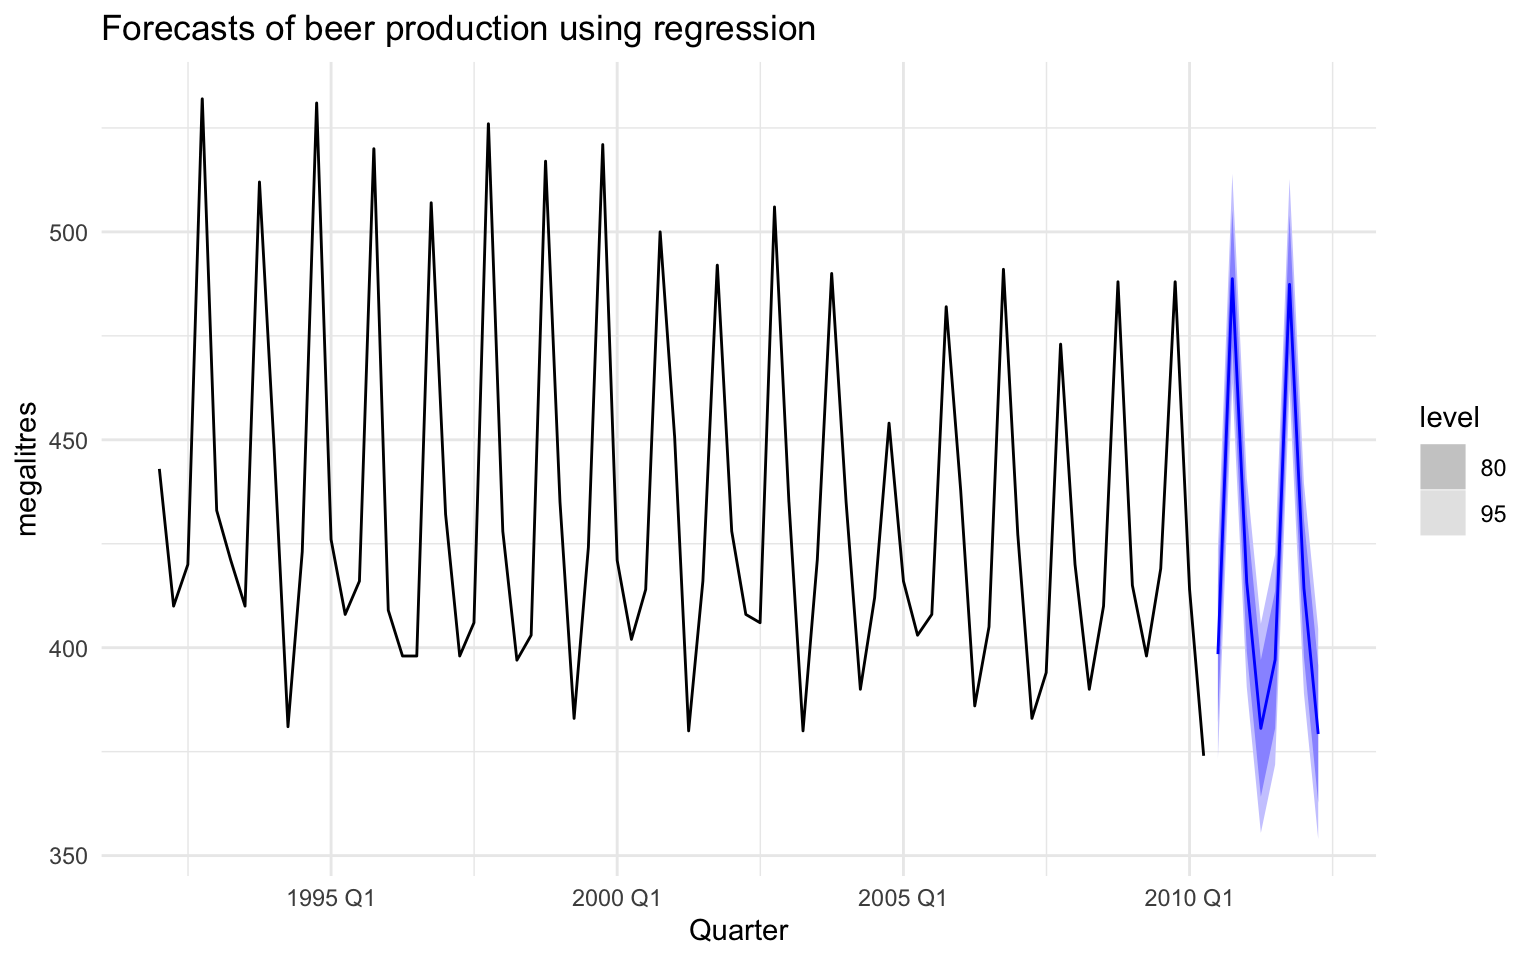 Forecasts of beer production using regression
500
450
400
350
megalitres
1995 Q1
2000 Q1
2005 Q1
2010 Q1
Quarter
level
80
95